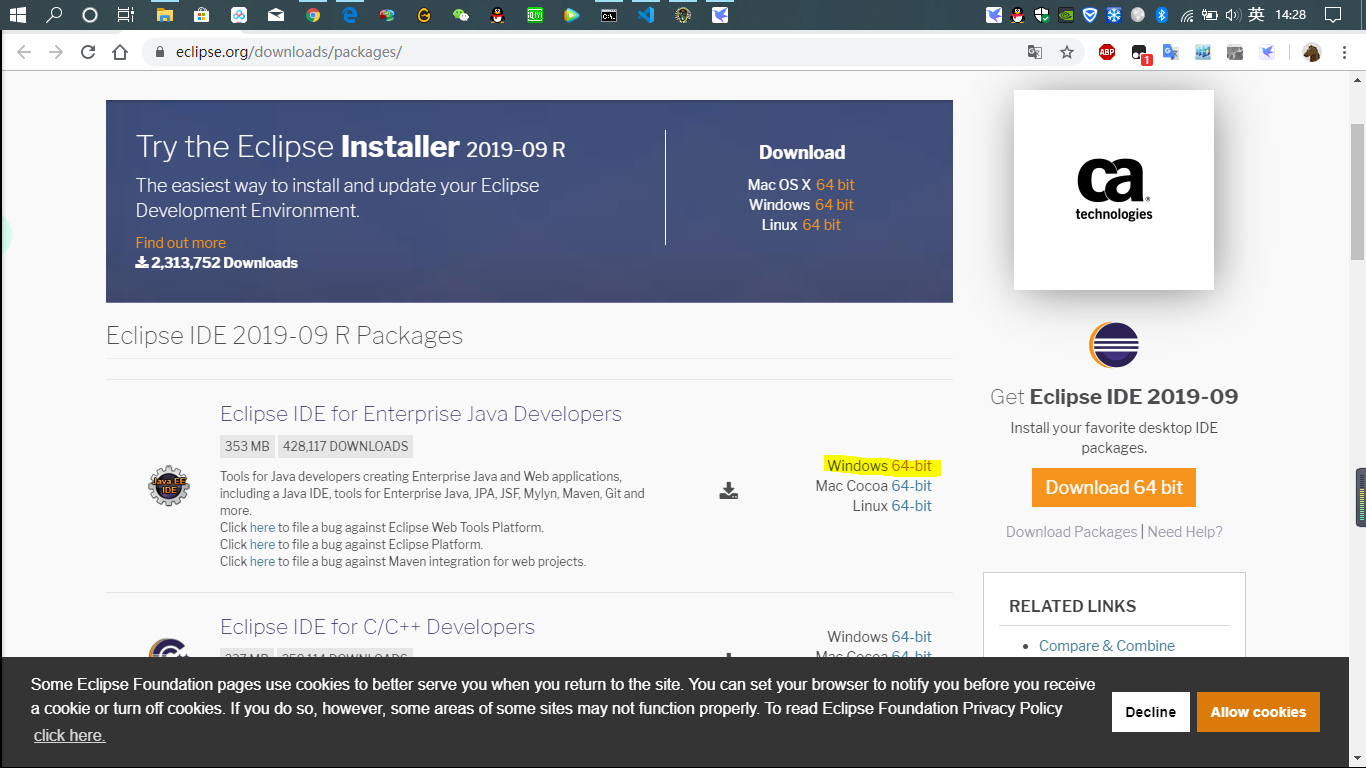 英 14:28
eclipse.org/downloads/packages/
ABP
1
Try the Eclipse Installer 2019-09 R
The easiest way to install and update your Eclipse
Development Environment.
Find out more
2,313,752 Downloads
Download
Mac OS X 64 bit
Windows 64 bit
Linux 64 bit
ca
technologies
Eclipse IDE 2019-09 R Packages
Eclipse IDE for Enterprise Java Developers
353 MB 428,117 DOWNLOADS
Java EE
IDE
Tools for Java developers creating Enterprise Java and Web applications,
including a Java IDE, tools for Enterprise Java, JPA, JSF, Mylyn, Maven, Git and
more.
Click here to file a bug against Eclipse Web Tools Platform.
Click here to file a bug against Eclipse Platform.
Click here to file a bug against Maven integration for web projects.
Windows 64-bit
Mac Cocoa 64-bit
Linux 64-bit
Get Eclipse IDE 2019-09
Install your favorite desktop IDE
packages.
Download 64 bit
Download Packages | Need Help?
Eclipse IDE for C/C++ Developers
Windows 64-bit
Mac Cocoa 64-bit
RELATED LINKS
Compare & Combine
Some Eclipse Foundation pages use cookies to better serve you when you return to the site. You can set your browser to notify you before you receive
a cookie or turn off cookies. If you do so, however, some areas of some sites may not function properly. To read Eclipse Foundation Privacy Policy
click here.
Decline
Allow cookies